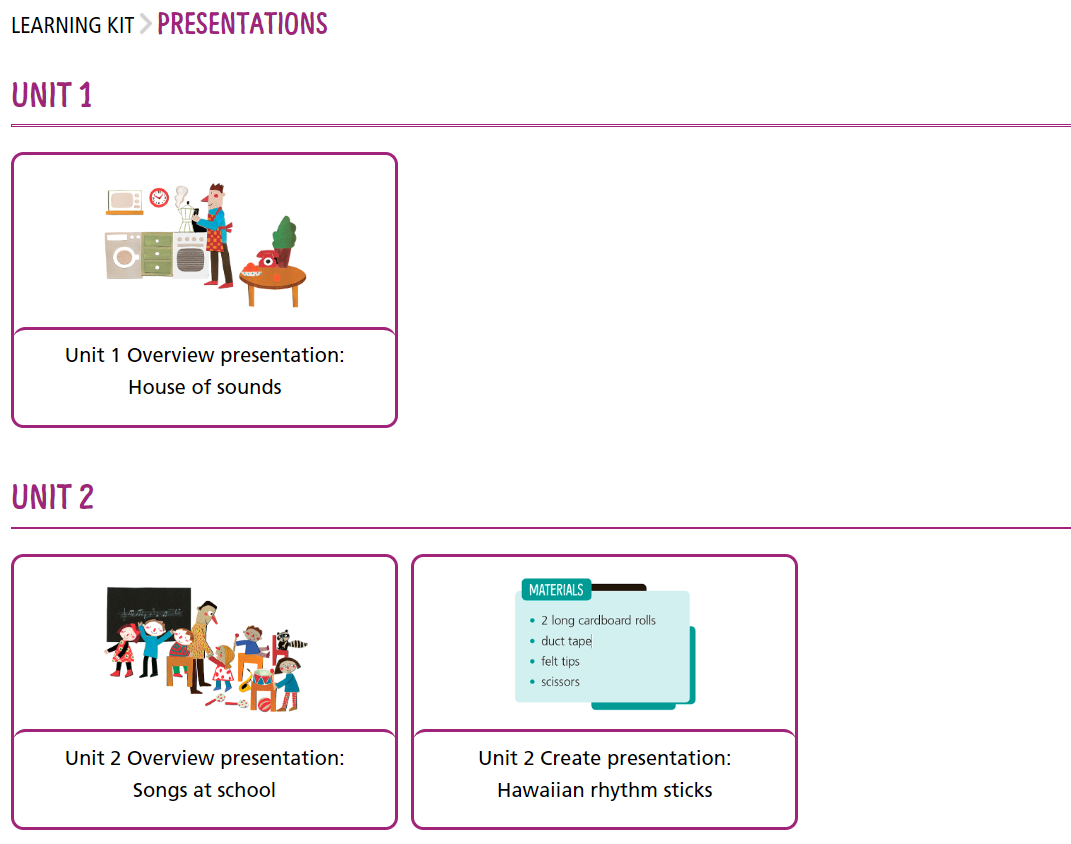 LEARNING KIT > PRESENTATIONS
UNIT 1
Unit 1 Overview presentation:
House of sounds
UNIT 2
Unit 2 Overview presentation:
Songs at school
MATERIALS
• 2 long cardboard rolls
• duct tape
• felt tips
• scissors
Unit 2 Create presentation:
Hawaiian rhythm sticks